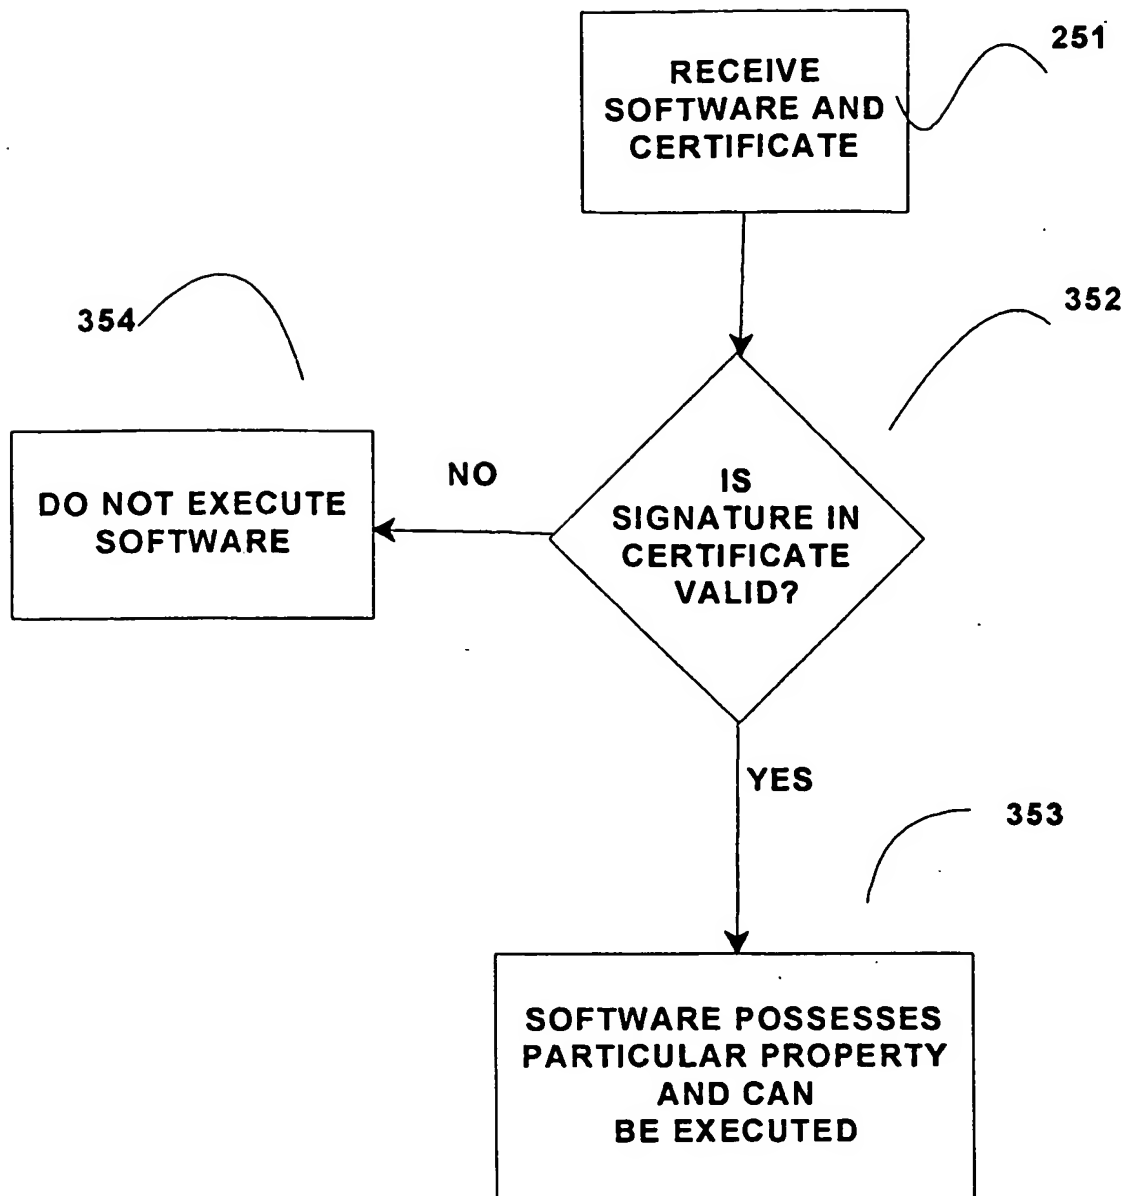 251
RECEIVE
SOFTWARE AND
CERTIFICATE
352
354
NO
IS
SIGNATURE IN
CERTIFICATE
VALID?
DO NOT EXECUTE
SOFTWARE
YES
353
SOFTWARE POSSESSES
PARTICULAR PROPERTY
AND CAN
BE EXECUTED